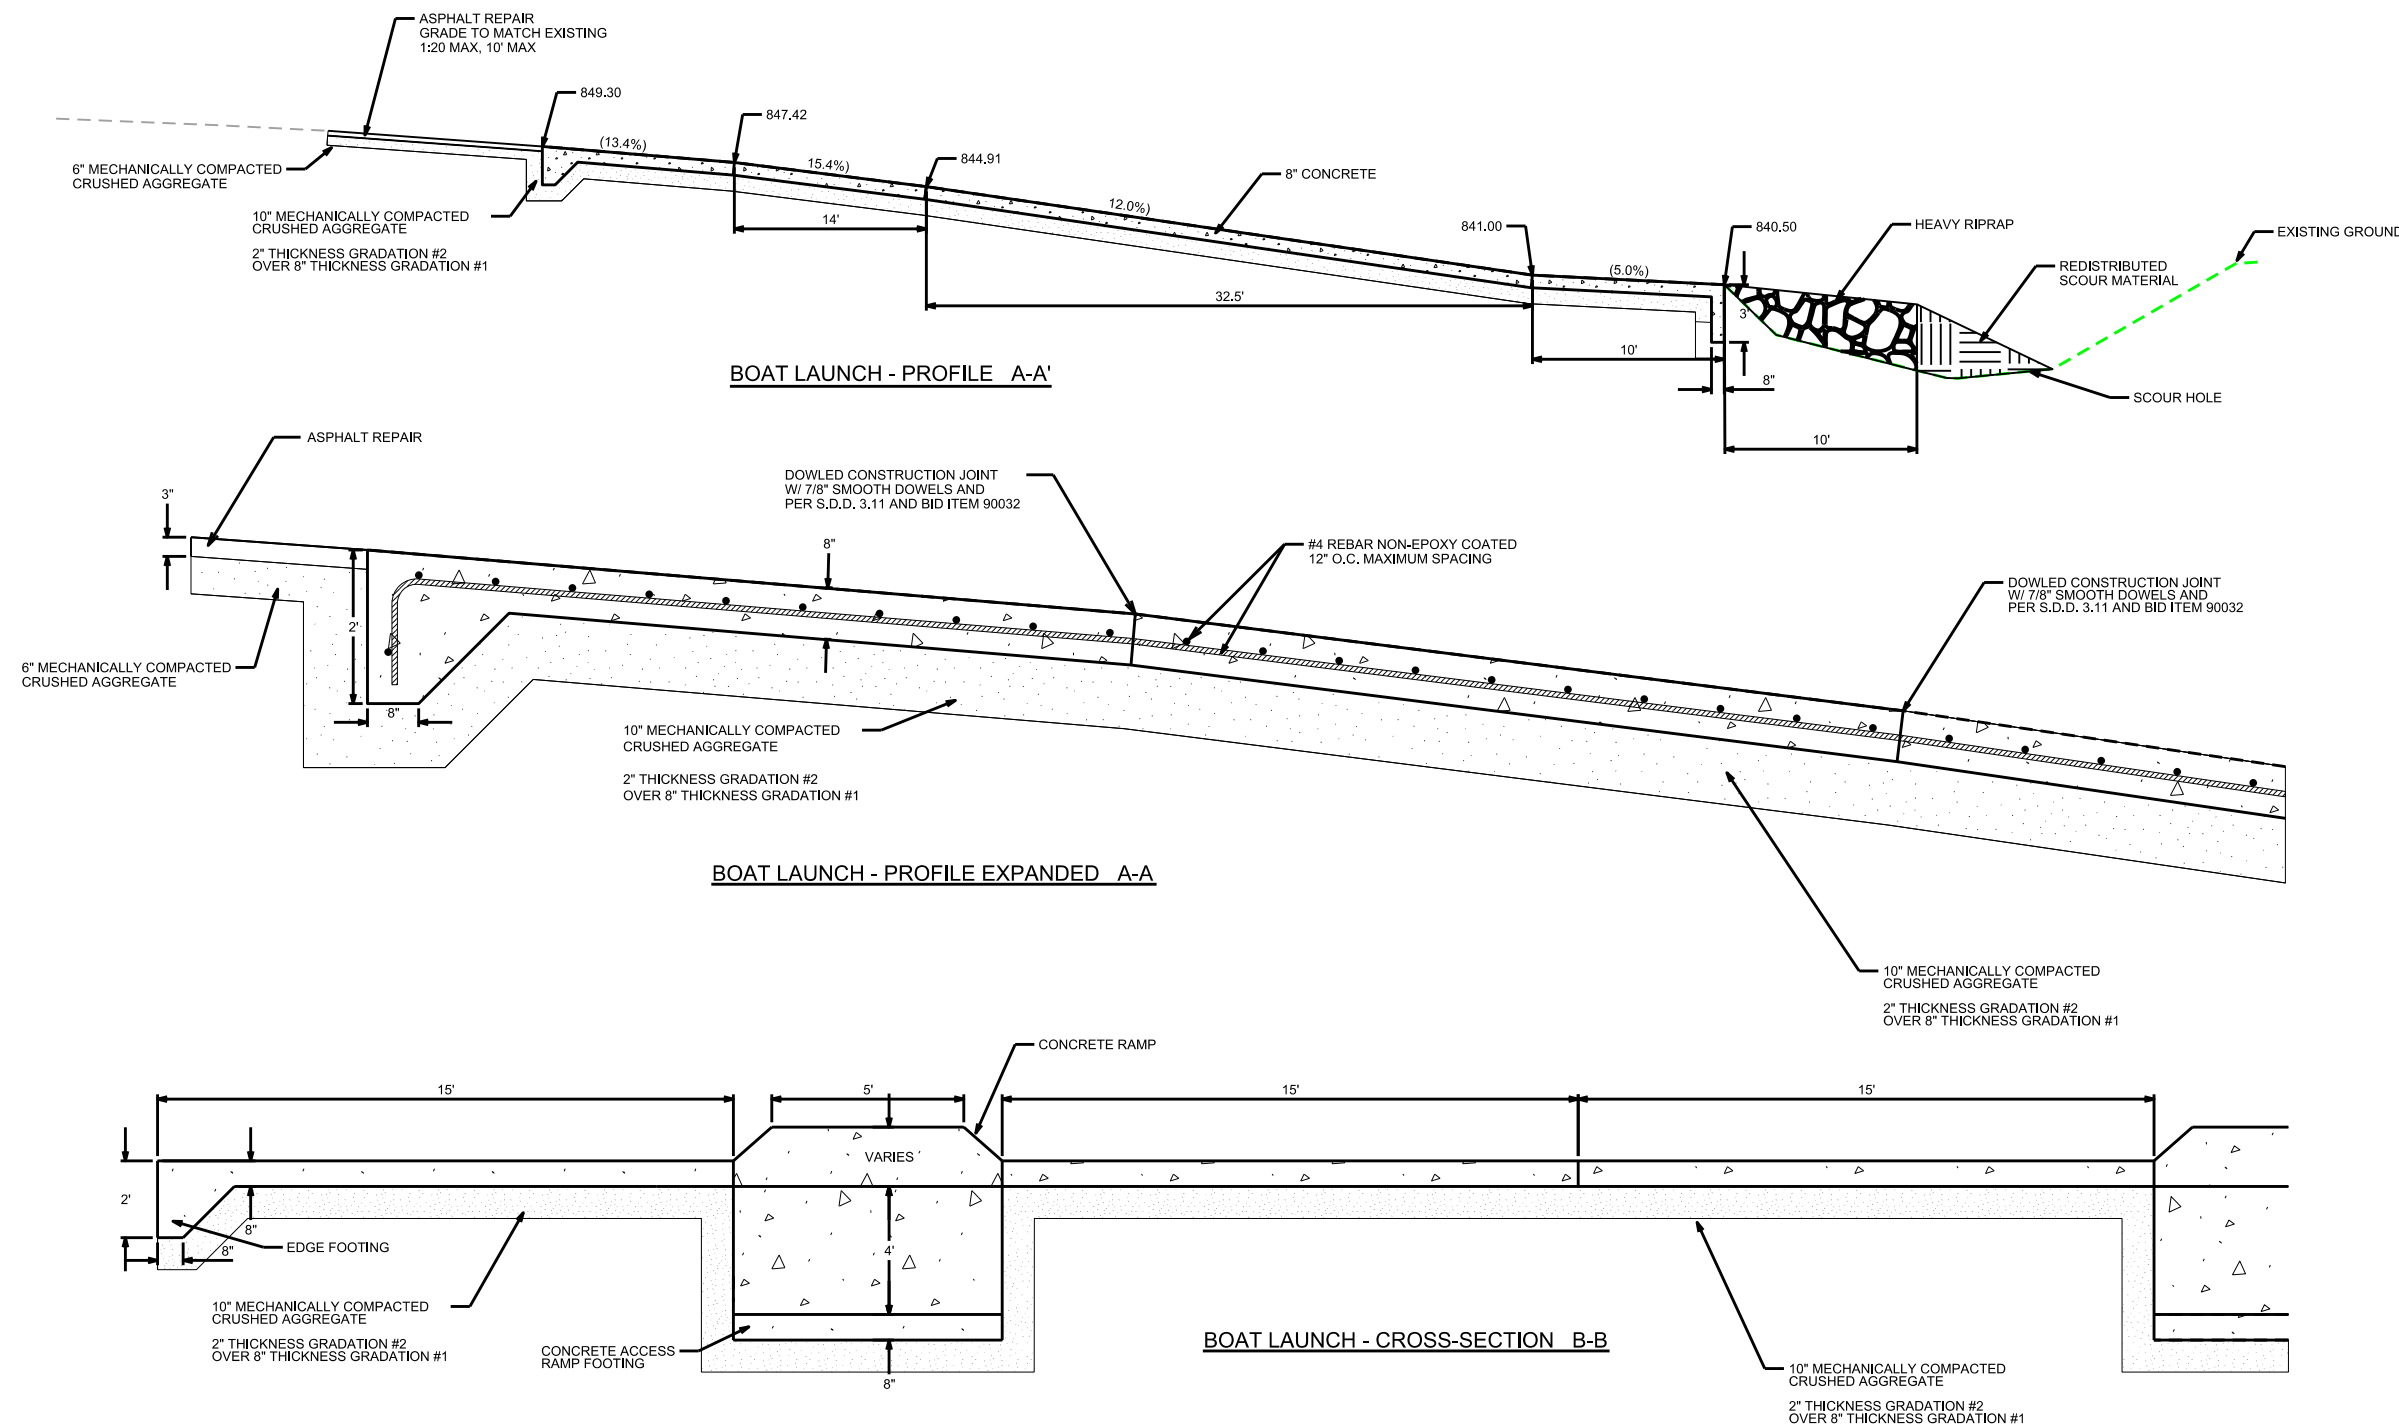 ASPHALT REPAIR
GRADE TO MATCH EXISTING
1:20 MAX, 10' MAX
849.30
847.42
(13.4%)
15.4%)
844.91
6" MECHANICALLY COMPACTED
CRUSHED AGGREGATE
10" MECHANICALLY COMPACTED
CRUSHED AGGREGATE
2" THICKNESS GRADATION #2
OVER 8" THICKNESS GRADATION #1
14'
12.0%)
8" CONCRETE
32.5'
841.00
840.50
(5.0%)
HEAVY RIPRAP
EXISTING GROUND
REDISTRIBUTED
SCOUR MATERIAL
3'
10'
8"
SCOUR HOLE
10'
BOAT LAUNCH - PROFILE A-A'
ASPHALT REPAIR
3"
DOWLED CONSTRUCTION JOINT
W/ 7/8" SMOOTH DOWELS AND
PER S.D.D. 3.11 AND BID ITEM 90032
8"
#4 REBAR NON-EPOXY COATED
12" O.C. MAXIMUM SPACING
DOWLED CONSTRUCTION JOINT
W/ 7/8" SMOOTH DOWELS AND
PER S.D.D. 3.11 AND BID ITEM 90032
2'
6" MECHANICALLY COMPACTED
CRUSHED AGGREGATE
8"
10" MECHANICALLY COMPACTED
CRUSHED AGGREGATE
2" THICKNESS GRADATION #2
OVER 8" THICKNESS GRADATION #1
BOAT LAUNCH - PROFILE EXPANDED A-A
10" MECHANICALLY COMPACTED
CRUSHED AGGREGATE
2" THICKNESS GRADATION #2
OVER 8" THICKNESS GRADATION #1
CONCRETE RAMP
15'
5'
15'
15'
VARIES
2'
8"
8"
EDGE FOOTING
4'
10" MECHANICALLY COMPACTED
CRUSHED AGGREGATE
2" THICKNESS GRADATION #2
OVER 8" THICKNESS GRADATION #1
CONCRETE ACCESS
RAMP FOOTING
8"
BOAT LAUNCH - CROSS-SECTION B-B
10" MECHANICALLY COMPACTED
CRUSHED AGGREGATE
2" THICKNESS GRADATION #2
OVER 8" THICKNESS GRADATION #1